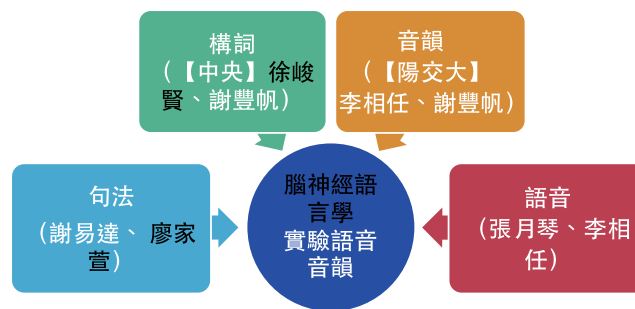 構詞
（【中央】徐峻
賢、謝豐帆）
音韻
（【陽交大】
李相任、謝豐帆）
句法
（謝易達、 廖家
萱）
腦神經語
言學
實驗語音
音韻
語音
（張月琴、李相
任）